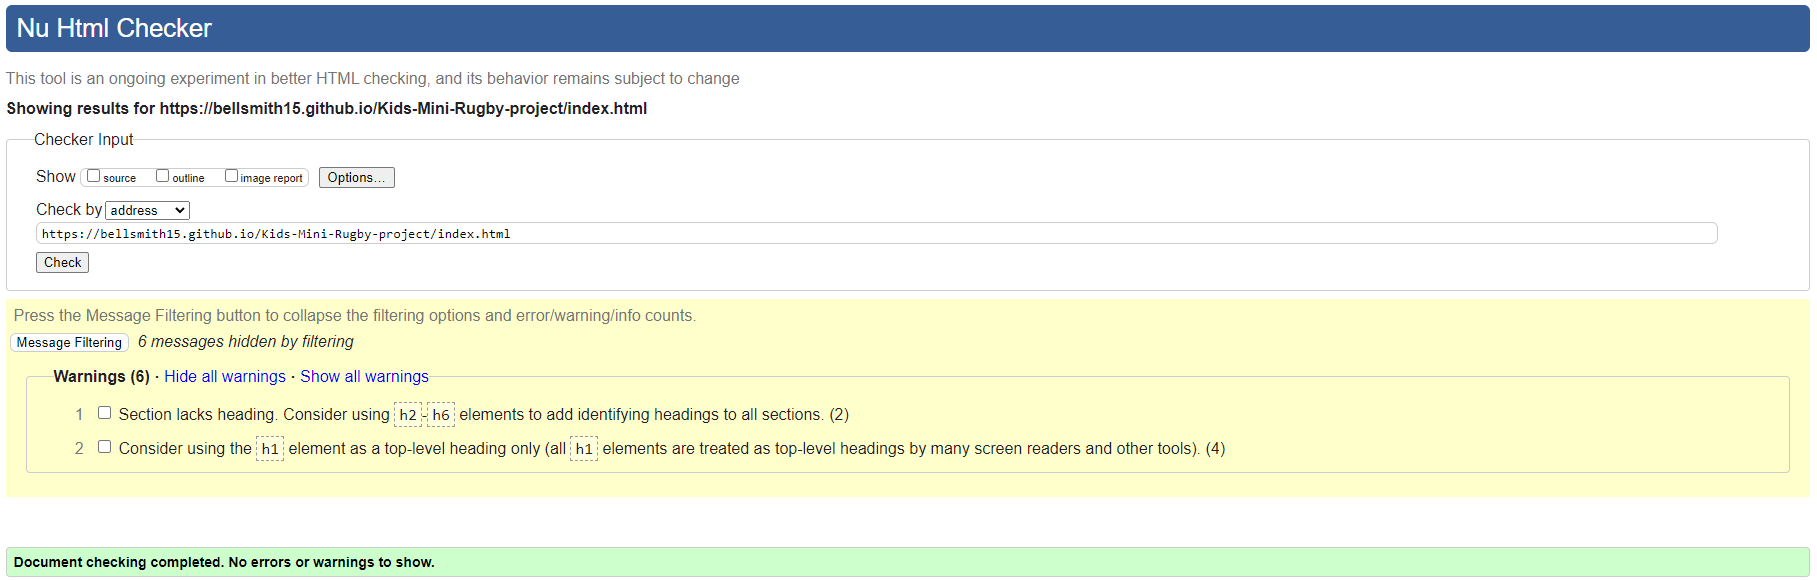 Nu Html Checker
This tool is an ongoing experiment in better HTML checking, and its behavior remains subject to change
Showing results for https://bellsmith15.github.io/Kids-Mini-Rugby-project/index.html
Checker Input
Show source outline image report Options...
Check by address
https://bellsmith15.github.io/Kids-Mini-Rugby-project/index.html
Check
Press the Message Filtering button to collapse the filtering options and error/warning/info counts.
Message Filtering 6 messages hidden by filtering
Warnings (6) · Hide all warnings · Show all warnings
1 Section lacks heading. Consider using h2-h6 elements to add identifying headings to all sections. (2)
2 Consider using the h1 element as a top-level heading only (all h1 elements are treated as top-level headings by many screen readers and other tools). (4)
Document checking completed. No errors or warnings to show.